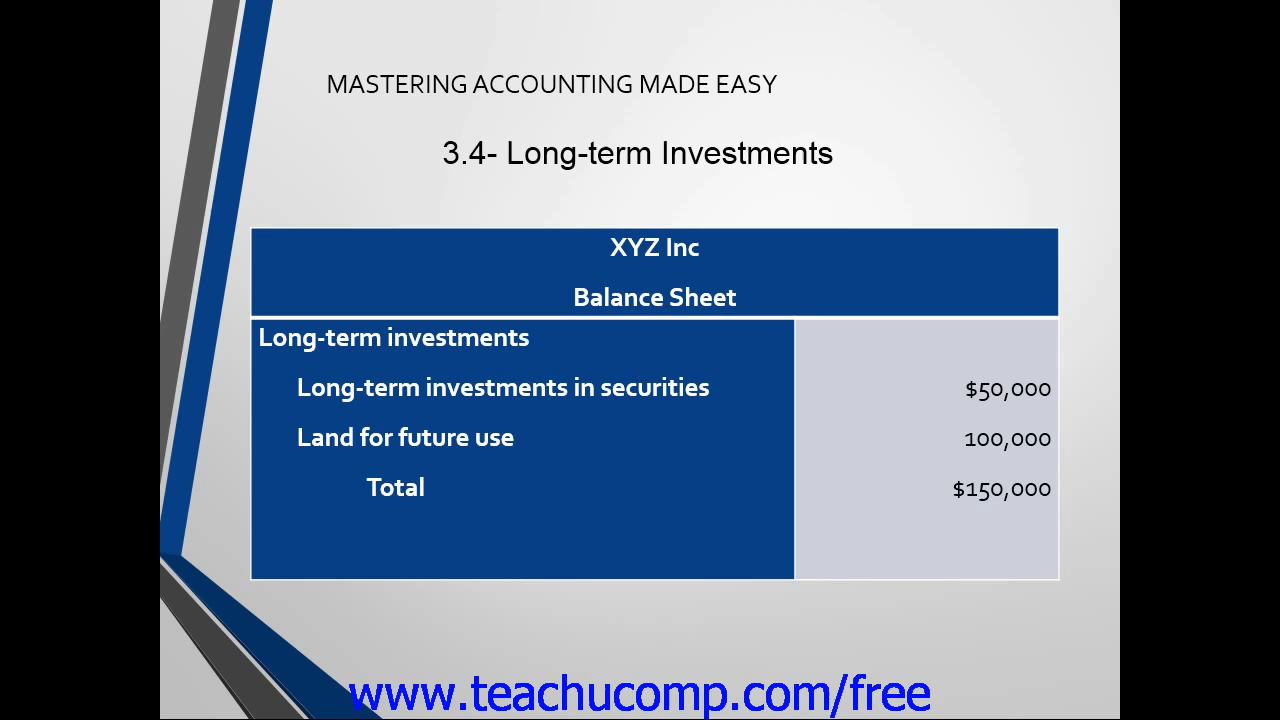 MASTERING ACCOUNTING MADE EASY
3.4- Long-term Investments
XYZ Inc
Balance Sheet
Long-term investments
Long-term investments in securities $50,000
Land for future use 100,000
Total $150,000
www.teachucomp.com/free